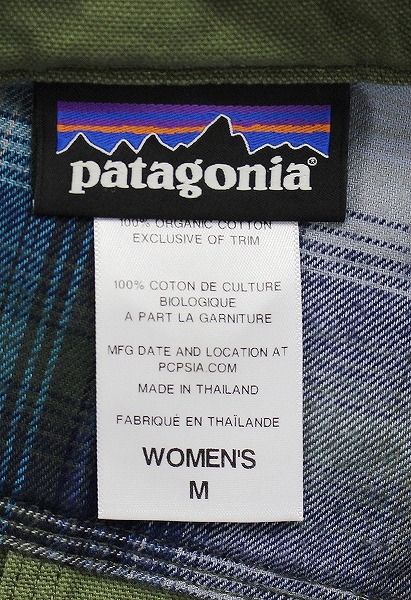 patagonia®
100% ORGANIC COTTON
EXCLUSIVE OF TRIM
100% COTON DE CULTURE
BIOLOGIQUE
A PART LA GARNITURE
MFG DATE AND LOCATION AT
PCPSIA.COM
MADE IN THAILAND
FABRIQUÉ EN THAÏLANDE
WOMEN'S
M